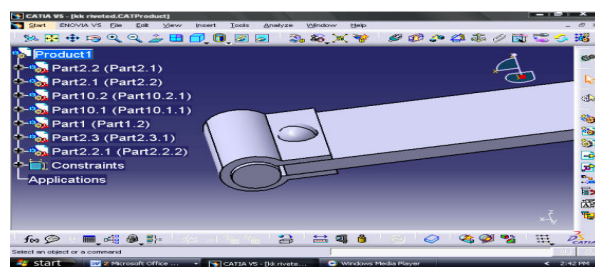 CATIA V5 - [kk riveted.CATProduct]
Start ENOVIA V5 File Edit View Insert Tools Analyze Window Help
Product1
Part2.2 (Part2.1)
Part2.1 (Part2.2)
Part10.2 (Part10.2.1)
Part10.1 (Part10.1.1)
Part1 (Part1.2)
Part2.3 (Part2.3.1)
Part2.2.1 (Part2.2.2)
Constraints
Applications
Select an object or a command
start 2 Microsoft Office ... CATIA V5 - [kk rivete... Windows Media Player 2:42 PM